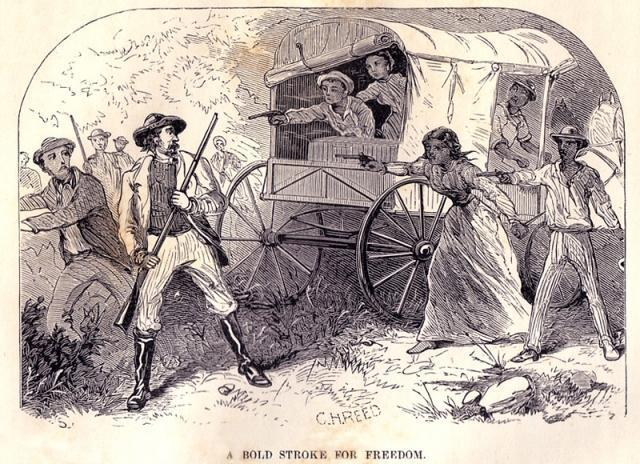 S.
C.H.REED
A BOLD STROKE FOR FREEDOM.